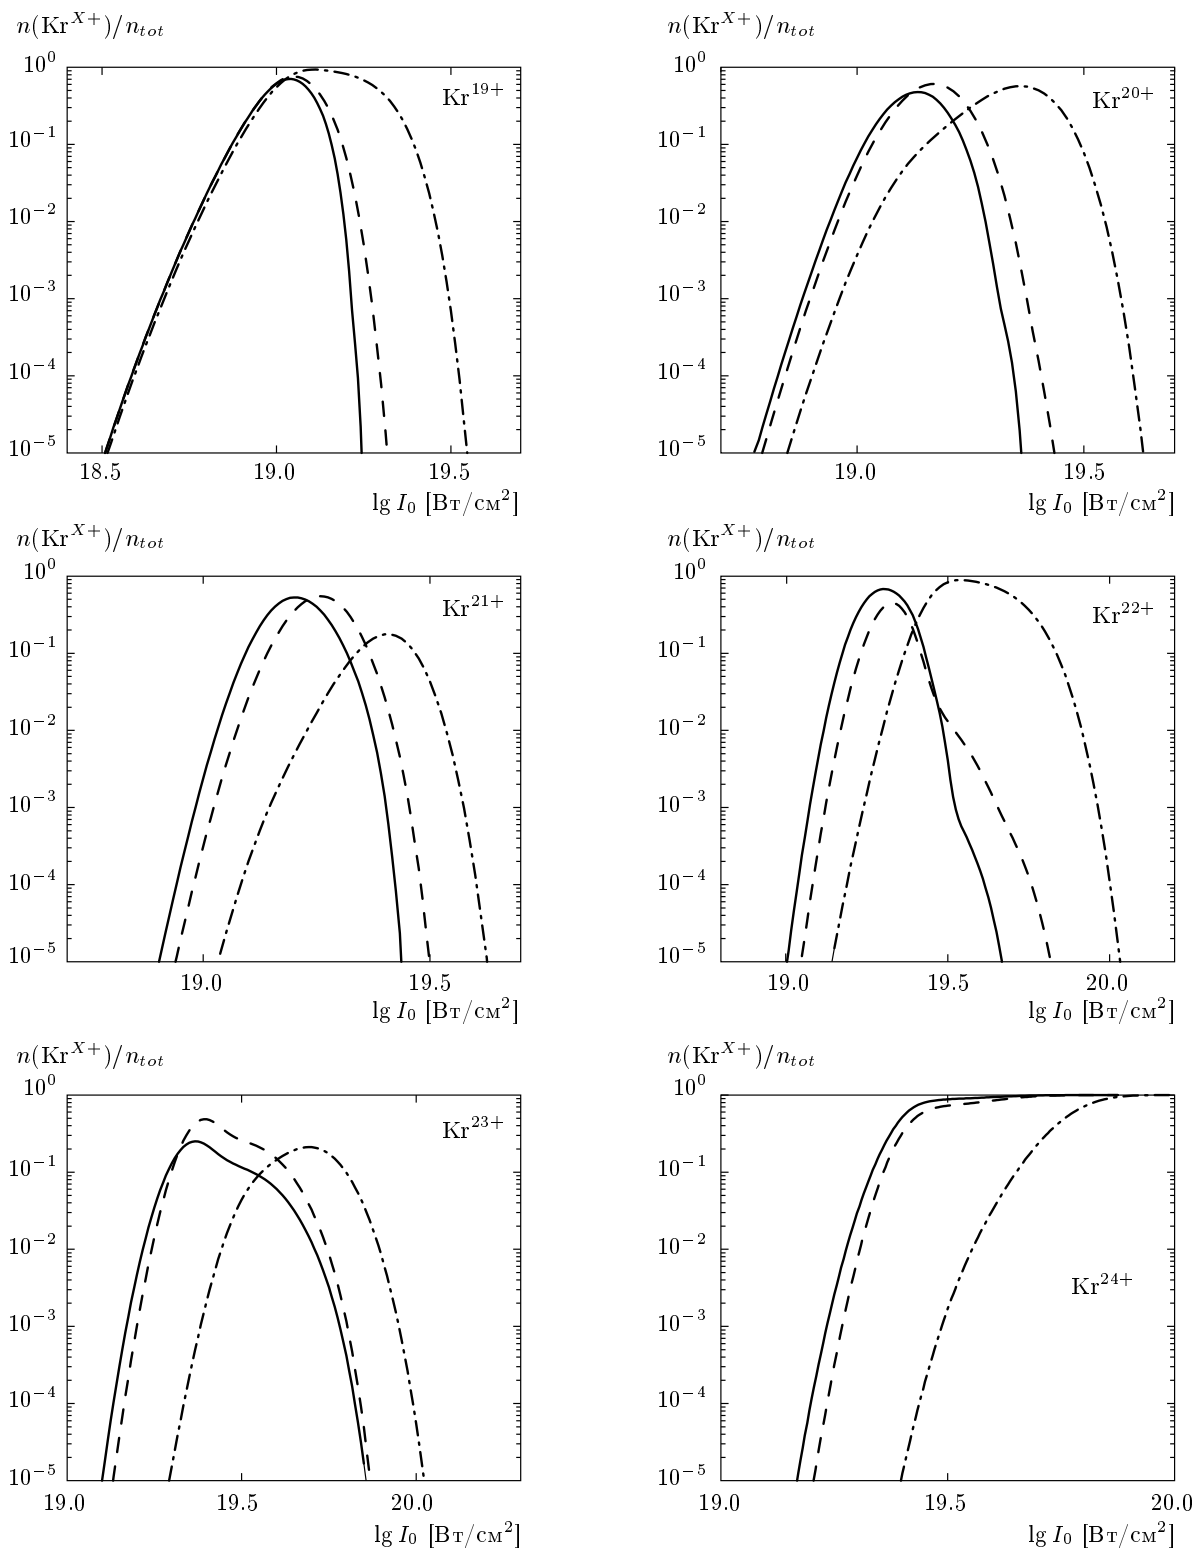 n(Kr^{X+})/n_{tot}
10^0
10^{-1}
10^{-2}
10^{-3}
10^{-4}
10^{-5}
Kr^{19+}
18.5 19.0 19.5
lg I_0 [Вт/см^2]
n(Kr^{X+})/n_{tot}
10^0
10^{-1}
10^{-2}
10^{-3}
10^{-4}
10^{-5}
Kr^{20+}
19.0 19.5
lg I_0 [Вт/см^2]
n(Kr^{X+})/n_{tot}
10^0
10^{-1}
10^{-2}
10^{-3}
10^{-4}
10^{-5}
Kr^{21+}
19.0 19.5
lg I_0 [Вт/см^2]
n(Kr^{X+})/n_{tot}
10^0
10^{-1}
10^{-2}
10^{-3}
10^{-4}
10^{-5}
Kr^{22+}
19.0 19.5 20.0
lg I_0 [Вт/см^2]
n(Kr^{X+})/n_{tot}
10^0
10^{-1}
10^{-2}
10^{-3}
10^{-4}
10^{-5}
Kr^{23+}
19.0 19.5 20.0
lg I_0 [Вт/см^2]
n(Kr^{X+})/n_{tot}
10^0
10^{-1}
10^{-2}
10^{-3}
10^{-4}
10^{-5}
Kr^{24+}
19.0 19.5 20.0
lg I_0 [Вт/см^2]